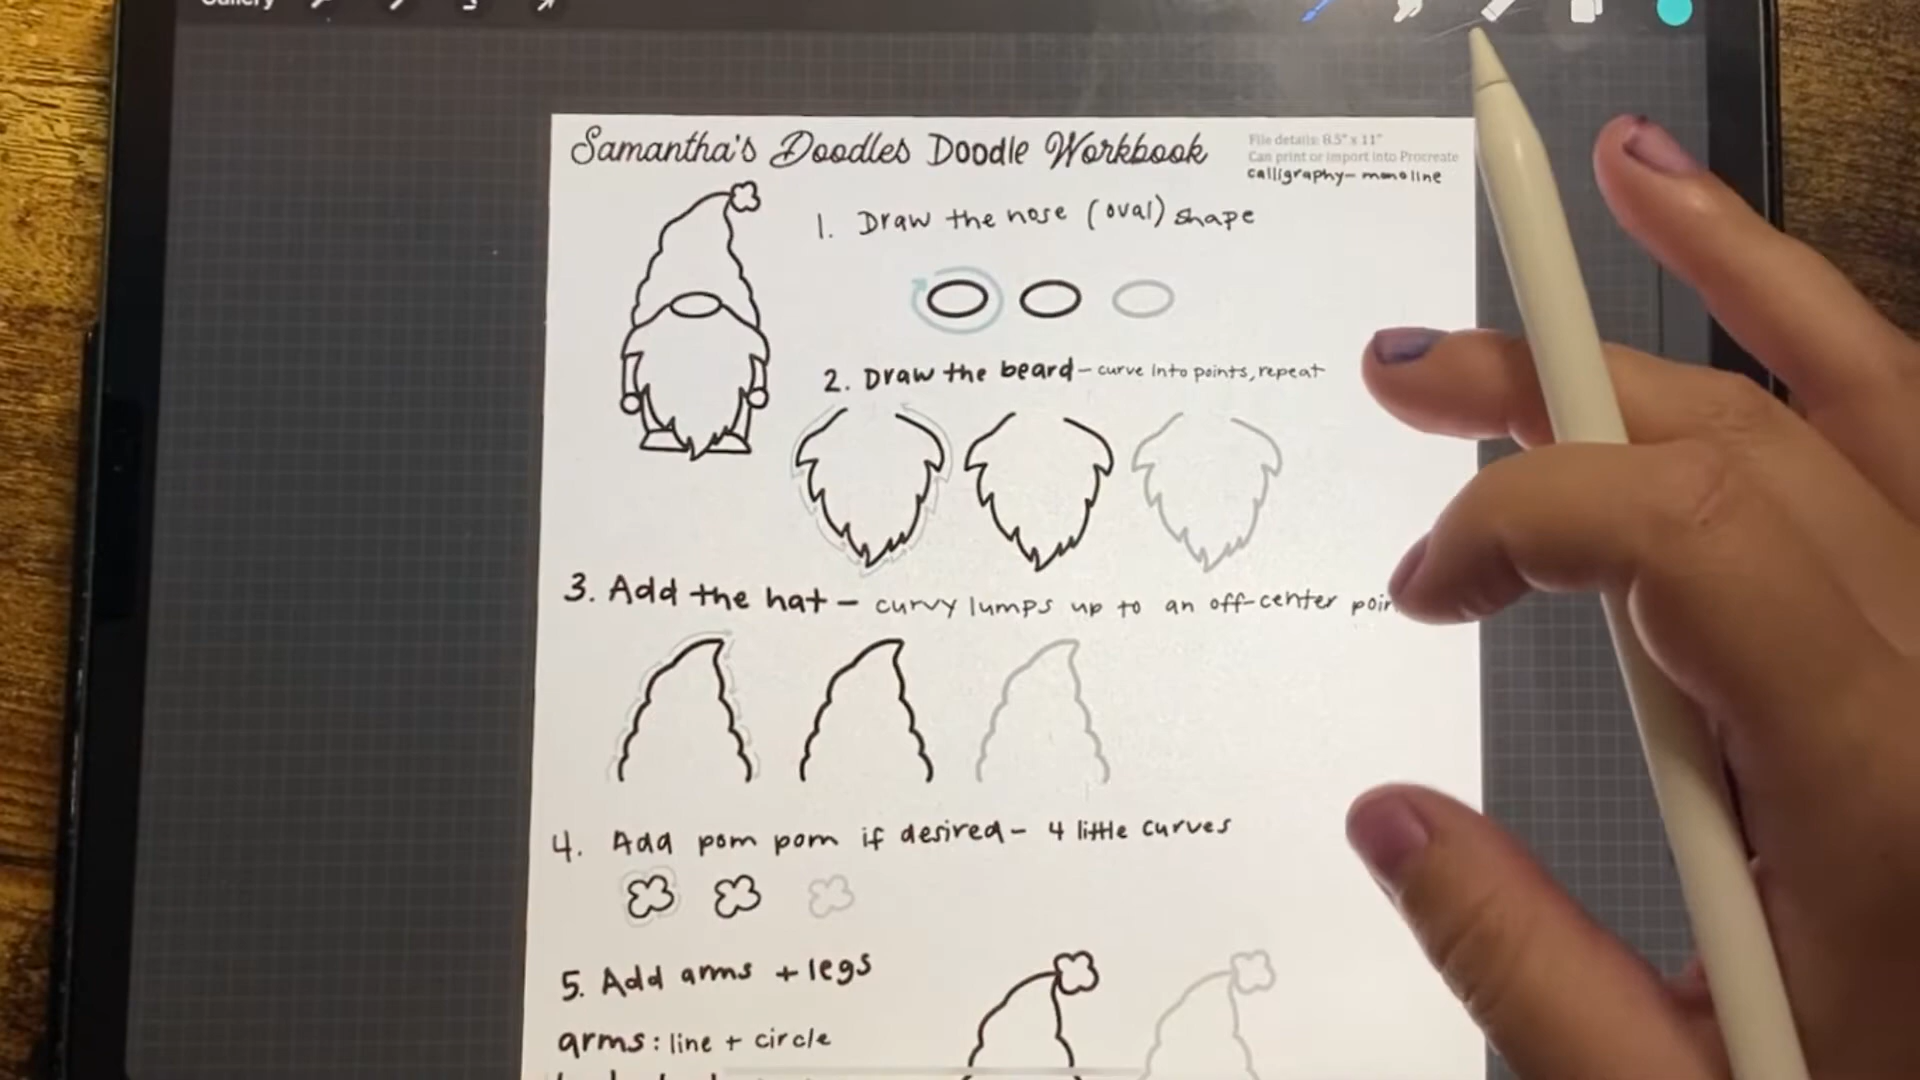 Gallery
Samantha's Doodles Doodle Workbook
File details: 8.5" x 11"
Can print or import into Procreate
calligraphy- monoline
1. Draw the nose (oval) shape
2. Draw the beard - curve into points, repeat
3. Add the hat - curvy lumps up to an off-center
4. Add pom pom if desired - 4 little curves
5. Add arms + legs
arms: line + circle